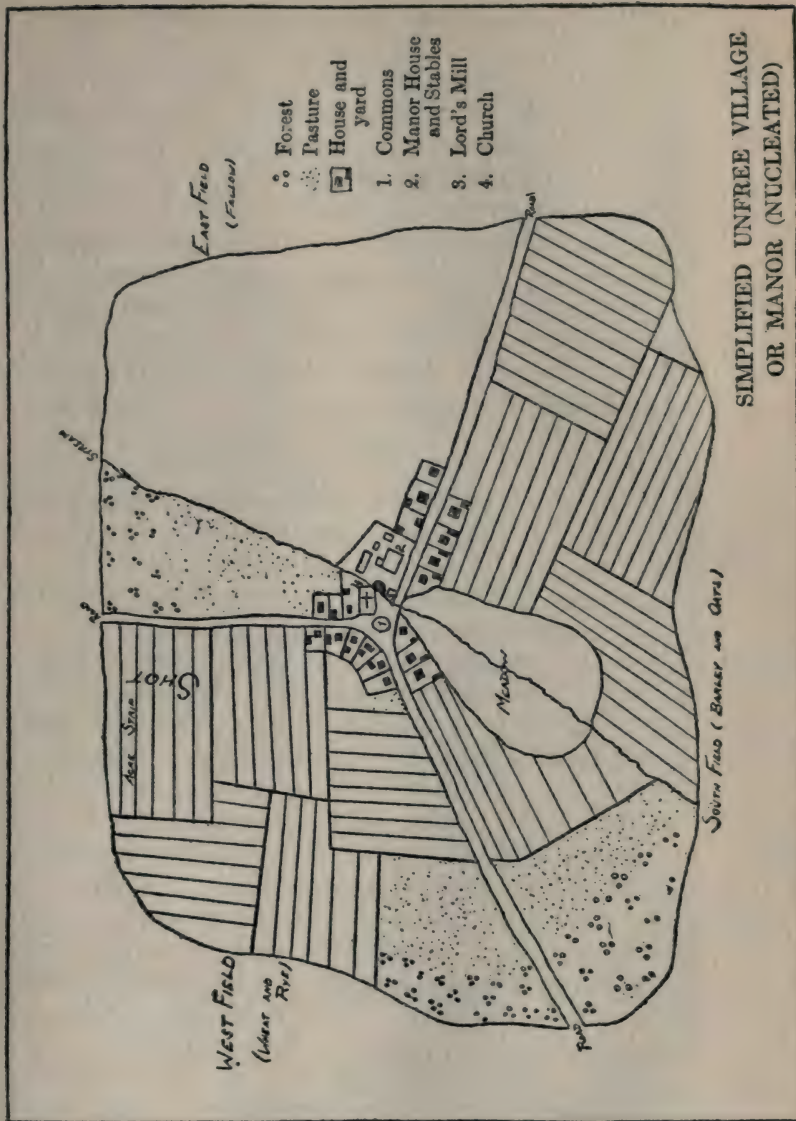 WEST FIELD
(WHEAT AND
RYE)
ACRE STRIP
SHOT
ROAD
STREAM
EAST FIELD
(FALLOW)
Forest
Pasture
House and
yard
1. Commons
2. Manor House
and Stables
3. Lord's Mill
4. Church
1
2
MEADOW
ROAD
ROAD
SOUTH FIELD (BARLEY AND OATS)
SIMPLIFIED UNFREE VILLAGE
OR MANOR (NUCLEATED)